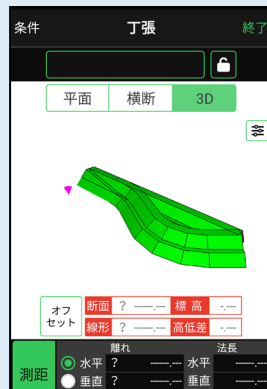 条件 丁張 終了
平面 横断 3D
オフセット 断面 ? -----.--- 標高 -.---
線形 ? -----.--- 高低差 -.---
離れ 法長
測距 水平 ? -----.--- 水平 -----.---
垂直 ? -----.--- 垂直 -----.---